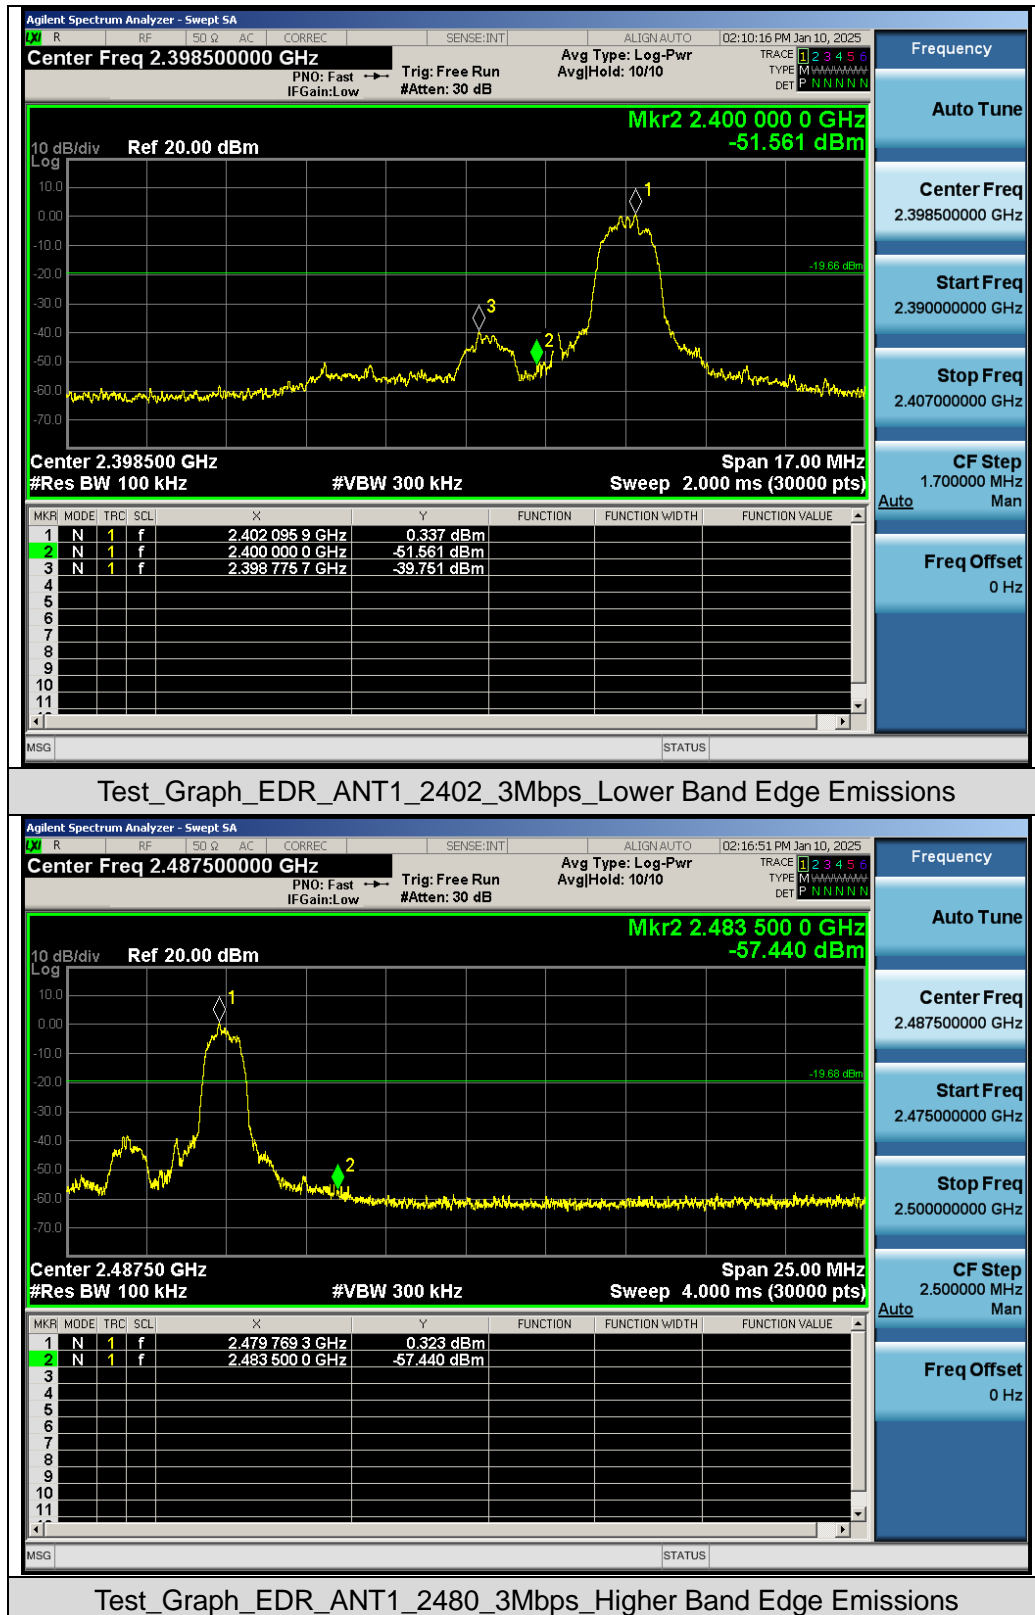 Agilent Spectrum Analyzer - Swept SA
LXI R RF 50 Ω AC CORREC SENSE:INT ALIGN AUTO 02:10:16 PM Jan 10, 2025
Center Freq 2.398500000 GHz
PNO: Fast
IFGain:Low
Trig: Free Run
#Atten: 30 dB
Avg Type: Log-Pwr
Avg|Hold: 10/10
TRACE 1 2 3 4 5 6
TYPE M WWWWW
DET P N N N N N
Mkr2 2.400 000 0 GHz
-51.561 dBm
10 dB/div
Log
Ref 20.00 dBm
10.0
0.00
-10.0
-20.0
-30.0
-40.0
-50.0
-60.0
-70.0
1
2
3
-19.66 dBm
Center 2.398500 GHz Span 17.00 MHz
#Res BW 100 kHz #VBW 300 kHz Sweep 2.000 ms (30000 pts)
MKR MODE TRC SCL X Y FUNCTION FUNCTION WIDTH FUNCTION VALUE
1 N 1 f 2.402 095 9 GHz 0.337 dBm
2 N 1 f 2.400 000 0 GHz -51.561 dBm
3 N 1 f 2.398 775 7 GHz -39.751 dBm
4
5
6
7
8
9
10
11
MSG STATUS
Frequency
Auto Tune
Center Freq
2.398500000 GHz
Start Freq
2.390000000 GHz
Stop Freq
2.407000000 GHz
CF Step
1.700000 MHz
Auto Man
Freq Offset
0 Hz
Test_Graph_EDR_ANT1_2402_3Mbps_Lower Band Edge Emissions
Agilent Spectrum Analyzer - Swept SA
LXI R RF 50 Ω AC CORREC SENSE:INT ALIGN AUTO 02:16:51 PM Jan 10, 2025
Center Freq 2.487500000 GHz
PNO: Fast
IFGain:Low
Trig: Free Run
#Atten: 30 dB
Avg Type: Log-Pwr
Avg|Hold: 10/10
TRACE 1 2 3 4 5 6
TYPE M WWWWW
DET P N N N N N
Mkr2 2.483 500 0 GHz
-57.440 dBm
10 dB/div
Log
Ref 20.00 dBm
10.0
0.00
-10.0
-20.0
-30.0
-40.0
-50.0
-60.0
-70.0
1
2
-19.68 dBm
Center 2.48750 GHz Span 25.00 MHz
#Res BW 100 kHz #VBW 300 kHz Sweep 4.000 ms (30000 pts)
MKR MODE TRC SCL X Y FUNCTION FUNCTION WIDTH FUNCTION VALUE
1 N 1 f 2.479 769 3 GHz 0.323 dBm
2 N 1 f 2.483 500 0 GHz -57.440 dBm
3
4
5
6
7
8
9
10
11
MSG STATUS
Frequency
Auto Tune
Center Freq
2.487500000 GHz
Start Freq
2.475000000 GHz
Stop Freq
2.500000000 GHz
CF Step
2.500000 MHz
Auto Man
Freq Offset
0 Hz
Test_Graph_EDR_ANT1_2480_3Mbps_Higher Band Edge Emissions